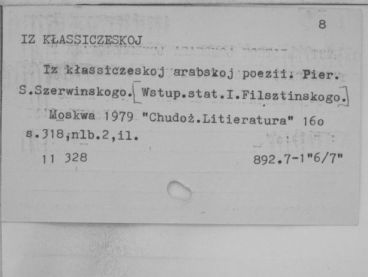 8
IZ KŁASSICZESKOJ
Iz kłassiczeskoj arabskoj poezii. Pier.
S.Szerwinskogo.[Wstup.stat.I.Filsztinskogo.]
Moskwa 1979 "Chudoż.Litieratura" 16o
s.318,nlb.2,il.
11 328 892.7-1"6/7"